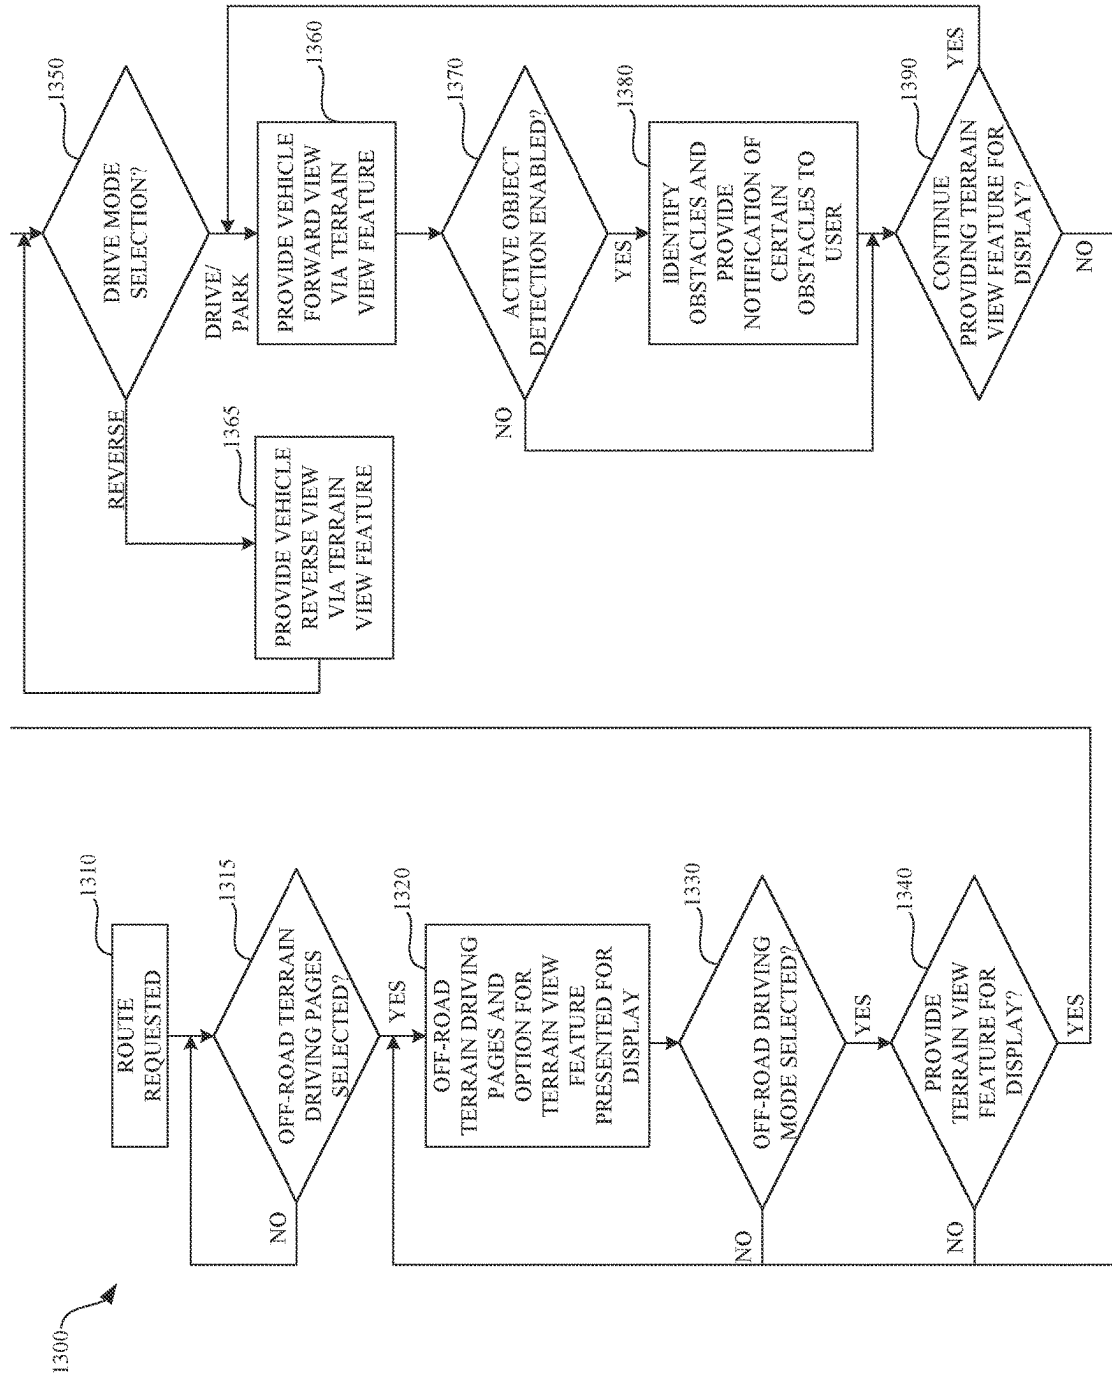 1300
1310
ROUTE
REQUESTED
1315
OFF-ROAD TERRAIN
DRIVING PAGES
SELECTED?
NO
YES
1320
OFF-ROAD
TERRAIN DRIVING
PAGES AND
OPTION FOR
TERRAIN VIEW
FEATURE
PRESENTED FOR
DISPLAY
1330
OFF-ROAD DRIVING
MODE SELECTED?
NO
YES
1340
PROVIDE
TERRAIN VIEW
FEATURE FOR
DISPLAY?
NO
YES
1350
DRIVE MODE
SELECTION?
REVERSE
DRIVE/
PARK
1365
PROVIDE VEHICLE
REVERSE VIEW
VIA TERRAIN
VIEW FEATURE
1360
PROVIDE VEHICLE
FORWARD VIEW
VIA TERRAIN
VIEW FEATURE
1370
ACTIVE OBJECT
DETECTION ENABLED?
NO
YES
1380
IDENTIFY
OBSTACLES AND
PROVIDE
NOTIFICATION OF
CERTAIN
OBSTACLES TO
USER
1390
CONTINUE
PROVIDING TERRAIN
VIEW FEATURE FOR
DISPLAY?
YES
NO